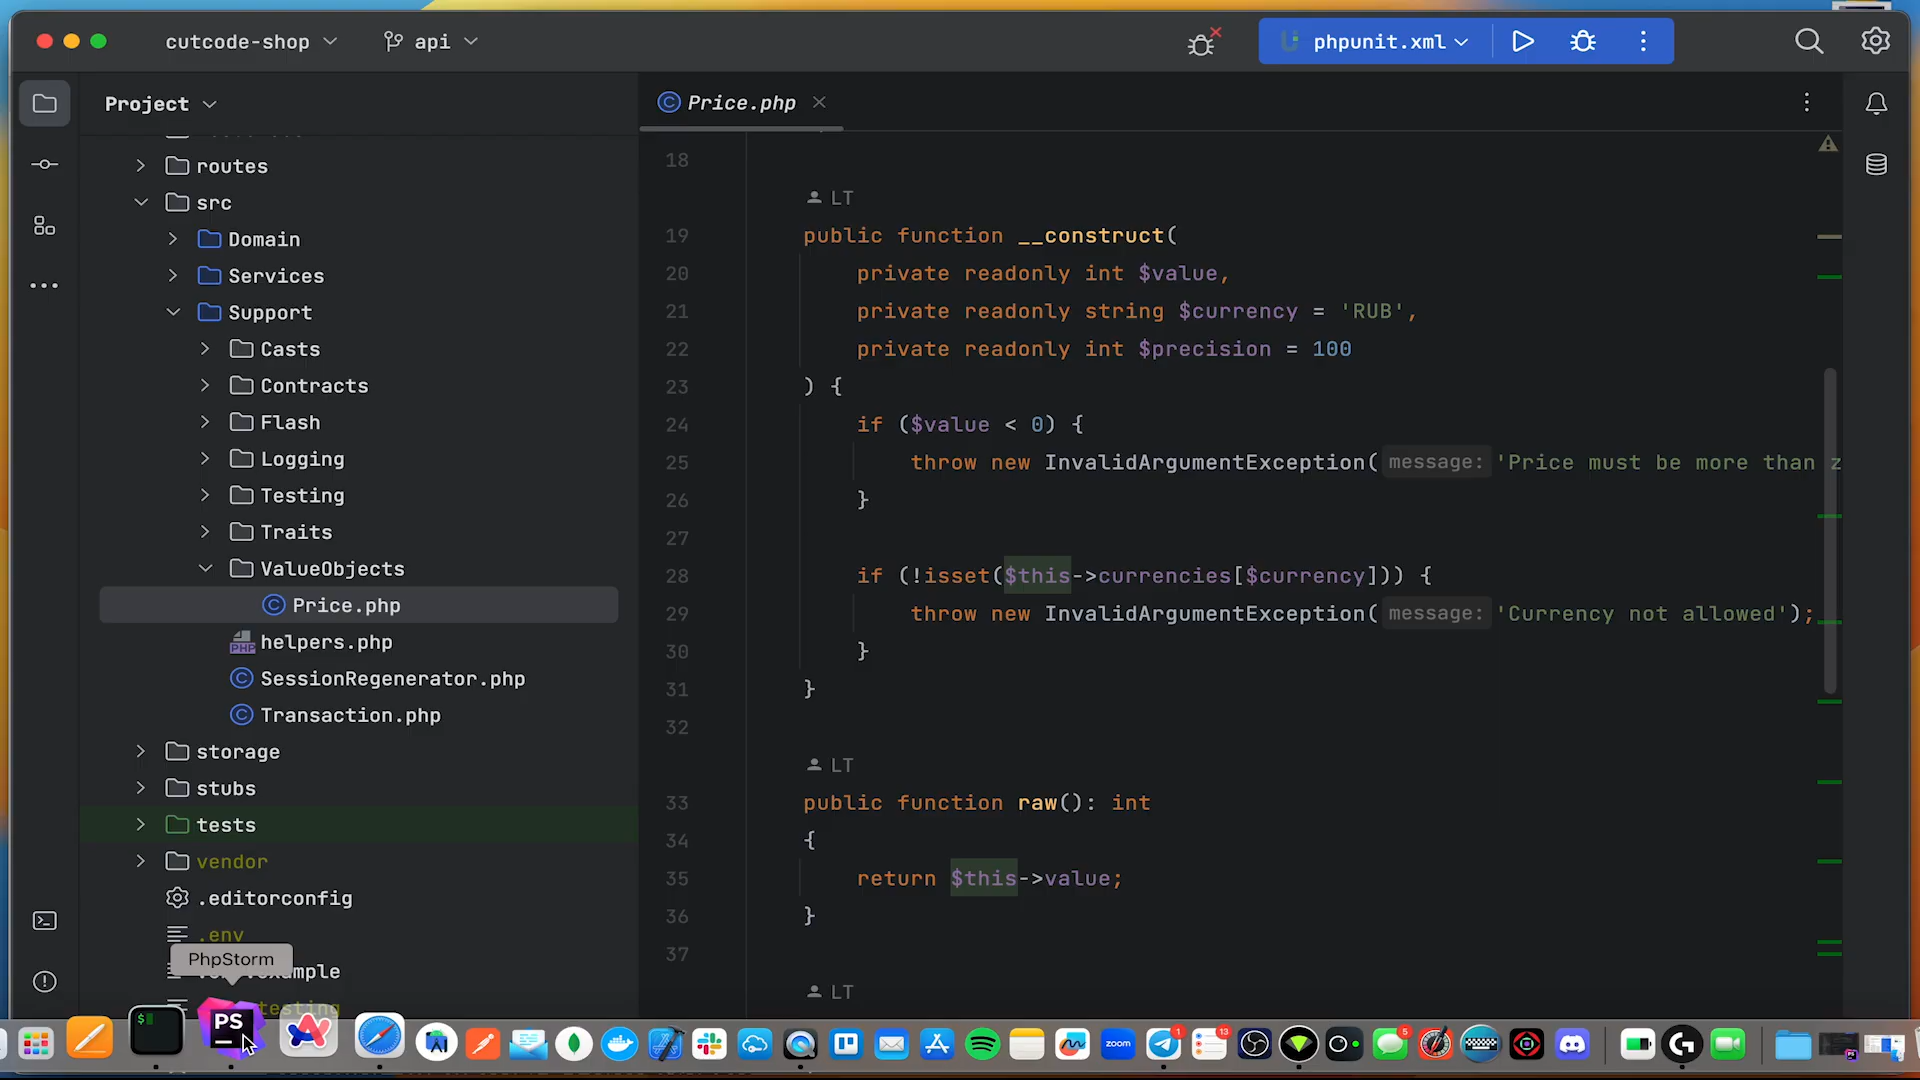 cutcode-shop
api
phpunit.xml
Project
routes
src
Domain
Services
Support
Casts
Contracts
Flash
Logging
Testing
Traits
ValueObjects
Price.php
helpers.php
SessionRegenerator.php
Transaction.php
storage
stubs
tests
vendor
.editorconfig
.env
PhpStorm
Price.php
18
LT
19 public function __construct(
20 private readonly int $value,
21 private readonly string $currency = 'RUB',
22 private readonly int $precision = 100
23 ) {
24 if ($value < 0) {
25 throw new InvalidArgumentException( message: 'Price must be more than z
26 }
27
28 if (!isset($this->currencies[$currency])) {
29 throw new InvalidArgumentException( message: 'Currency not allowed');
30 }
31 }
32
LT
33 public function raw(): int
34 {
35 return $this->value;
36 }
37
LT
PS
zoom
1
13
5